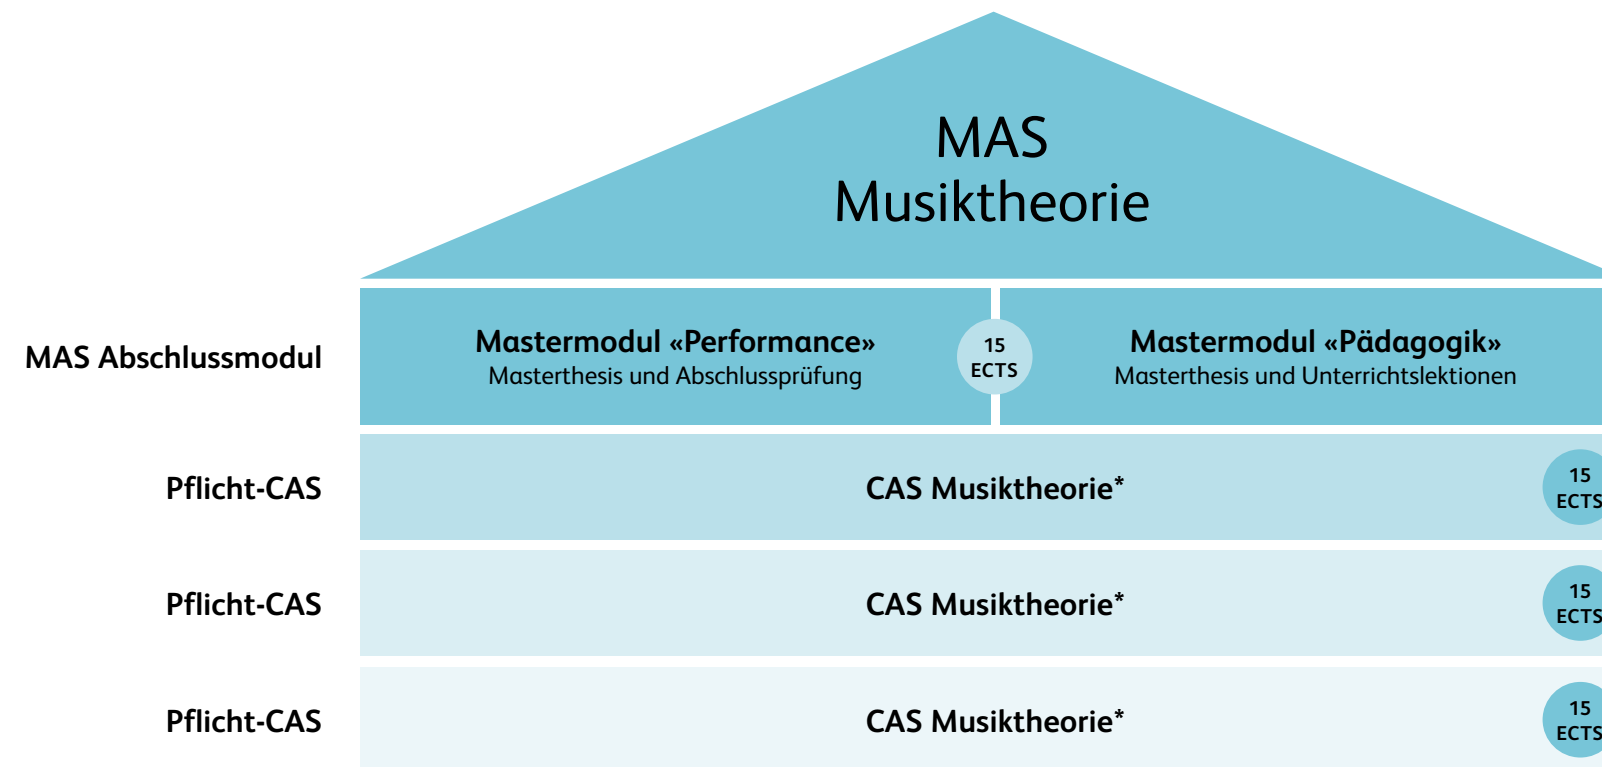 MAS
Musiktheorie
MAS Abschlussmodul
Mastermodul «Performance»
Masterthesis und Abschlussprüfung
15
ECTS
Mastermodul «Pädagogik»
Masterthesis und Unterrichtslektionen
Pflicht-CAS
CAS Musiktheorie*
15
ECTS
Pflicht-CAS
CAS Musiktheorie*
15
ECTS
Pflicht-CAS
CAS Musiktheorie*
15
ECTS